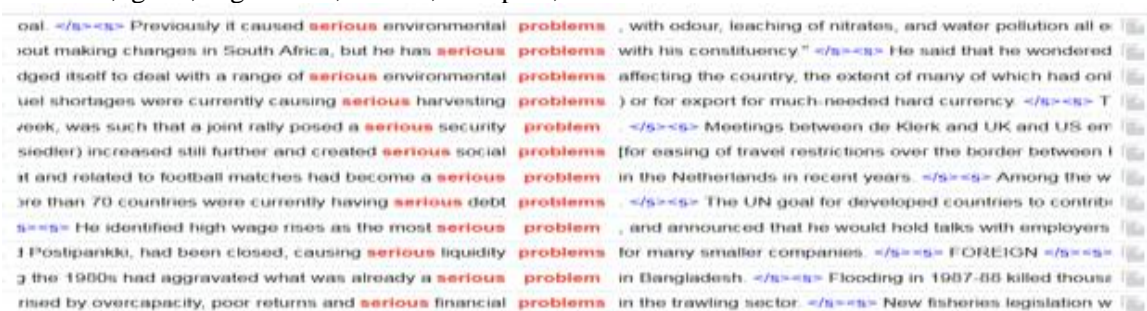 oal. </s><s> Previously it caused serious environmental problems , with odour, leaching of nitrates, and water pollution all e
out making changes in South Africa, but he has serious problems with his constituency." </s><s> He said that he wondered
dged itself to deal with a range of serious environmental problems affecting the country, the extent of many of which had onl
uel shortages were currently causing serious harvesting problems ) or for export for much-needed hard currency. </s><s> T
week, was such that a joint rally posed a serious security problem . </s><s> Meetings between de Klerk and UK and US em
siedler) increased still further and created serious social problems [for easing of travel restrictions over the border between
at and related to football matches had become a serious problem in the Netherlands in recent years. </s><s> Among the w
ore than 70 countries were currently having serious debt problems . </s><s> The UN goal for developed countries to contrib
s><s> He identified high wage rises as the most serious problem , and announced that he would hold talks with employers
Postipankki, had been closed, causing serious liquidity problems for many smaller companies. </s><s> FOREIGN </s><s>
g the 1980s had aggravated what was already a serious problem in Bangladesh. </s><s> Flooding in 1987-88 killed thousa
rised by overcapacity, poor returns and serious financial problems in the trawling sector. </s><s> New fisheries legislation w